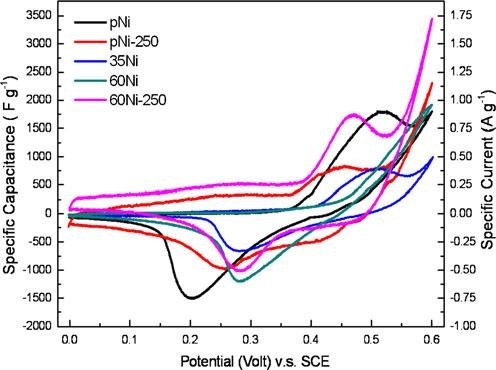 pNi
pNi-250
35Ni
60Ni
60Ni-250
Specific Capacitance ( F g⁻¹)
3500
3000
2500
2000
1500
1000
500
0
-500
-1000
-1500
-2000
1.75
1.50
1.25
1.00
0.75
0.50
0.25
0.00
-0.25
-0.50
-0.75
-1.00
Specific Current (A g⁻¹)
0.0 0.1 0.2 0.3 0.4 0.5 0.6
Potential (Volt) v.s. SCE